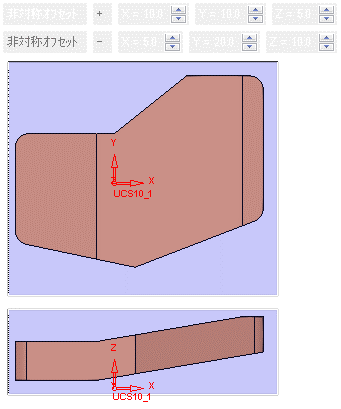 非対称オフセット + X = 10.0 Y = 10.0 Z = 5.0
非対称オフセット − X = 5.0 Y = 20.0 Z = 10.0
Y
X
UCS10_1
Z
X
UCS10_1